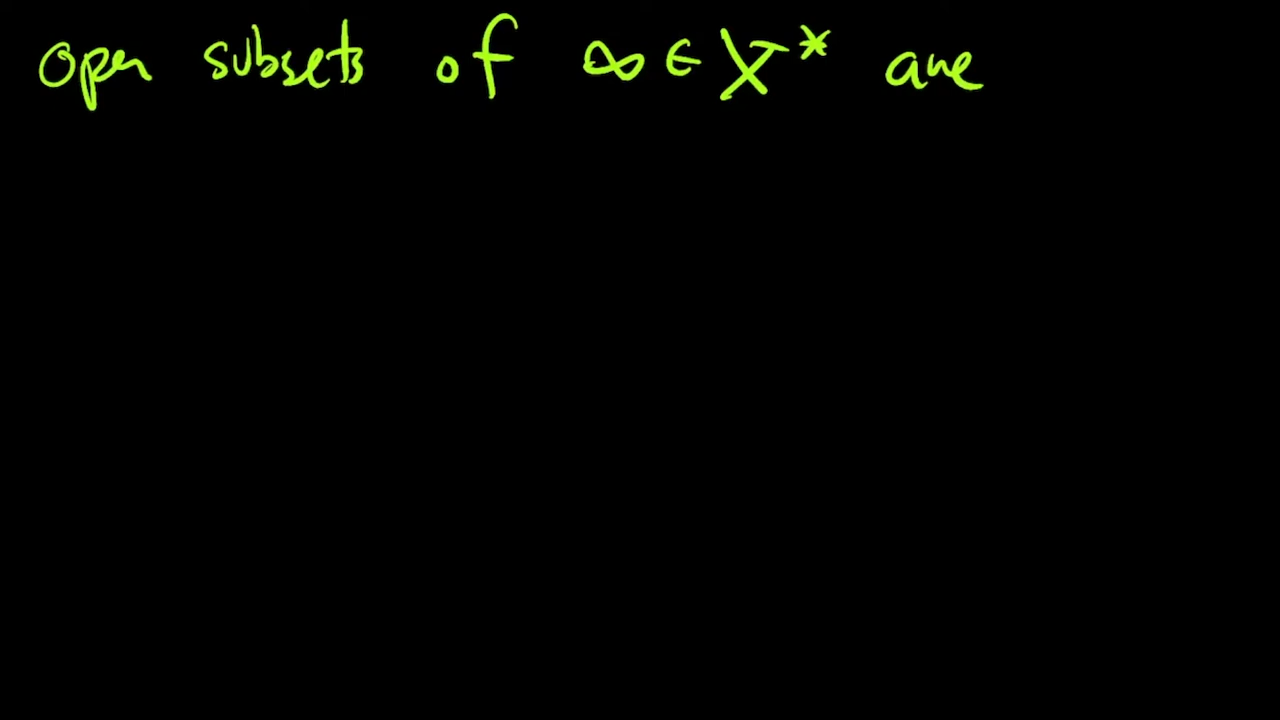 open subsets of ∞ ∈ X* are